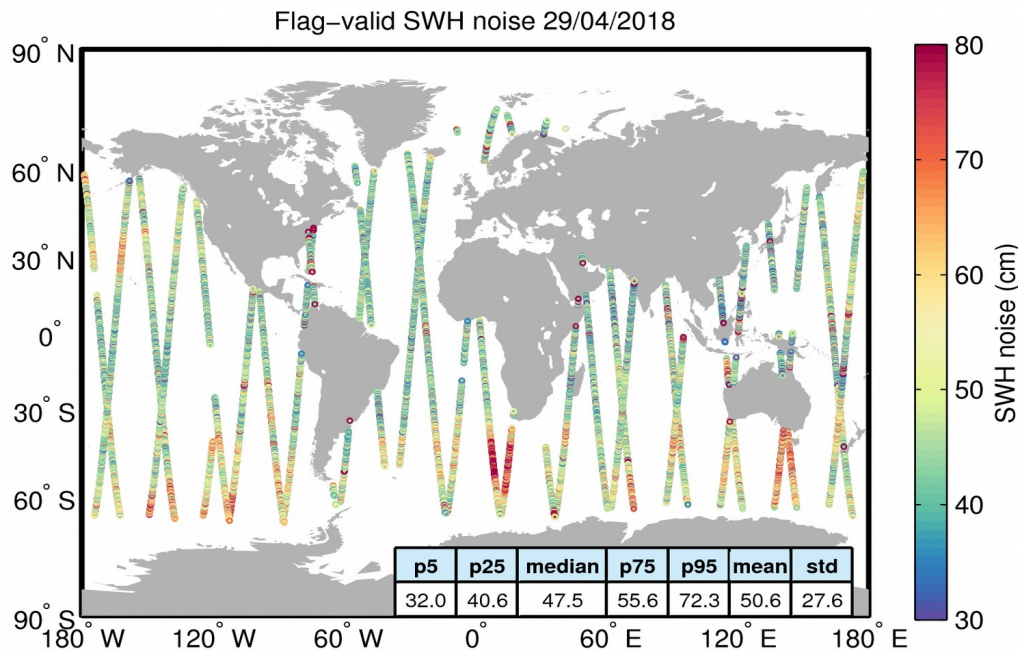 Flag−valid SWH noise 29/04/2018
90° N
60° N
30° N
0°
30° S
60° S
90° S
180° W
120° W
60° W
0°
60° E
120° E
180° E
80
70
60
50
40
30
SWH noise (cm)
p5 p25 median p75 p95 mean std
32.0 40.6 47.5 55.6 72.3 50.6 27.6